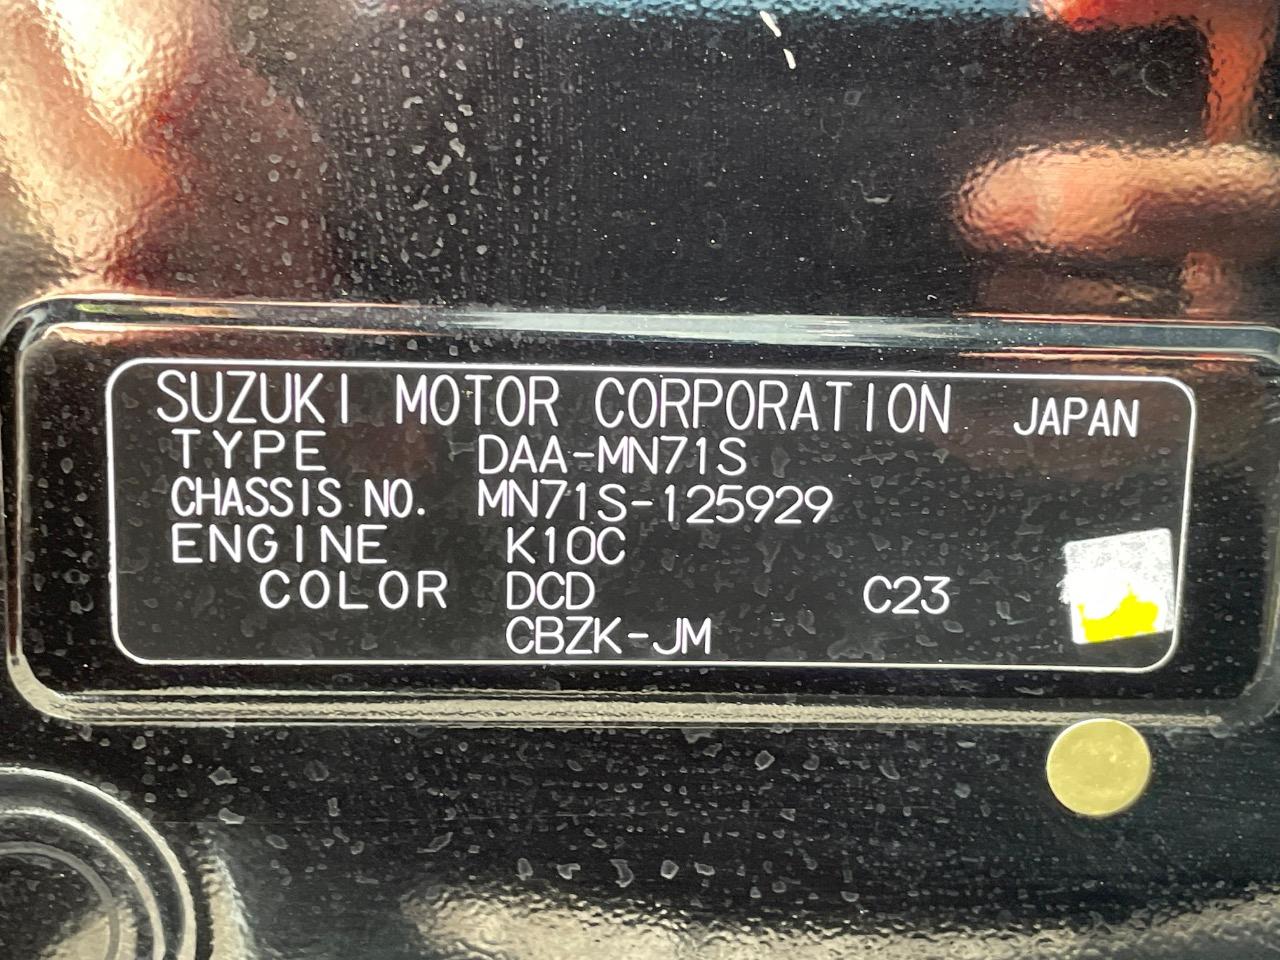 SUZUKI MOTOR CORPORATION JAPAN
TYPE DAA-MN71S
CHASSIS NO. MN71S-125929
ENGINE K10C
COLOR DCD C23
CBZK-JM